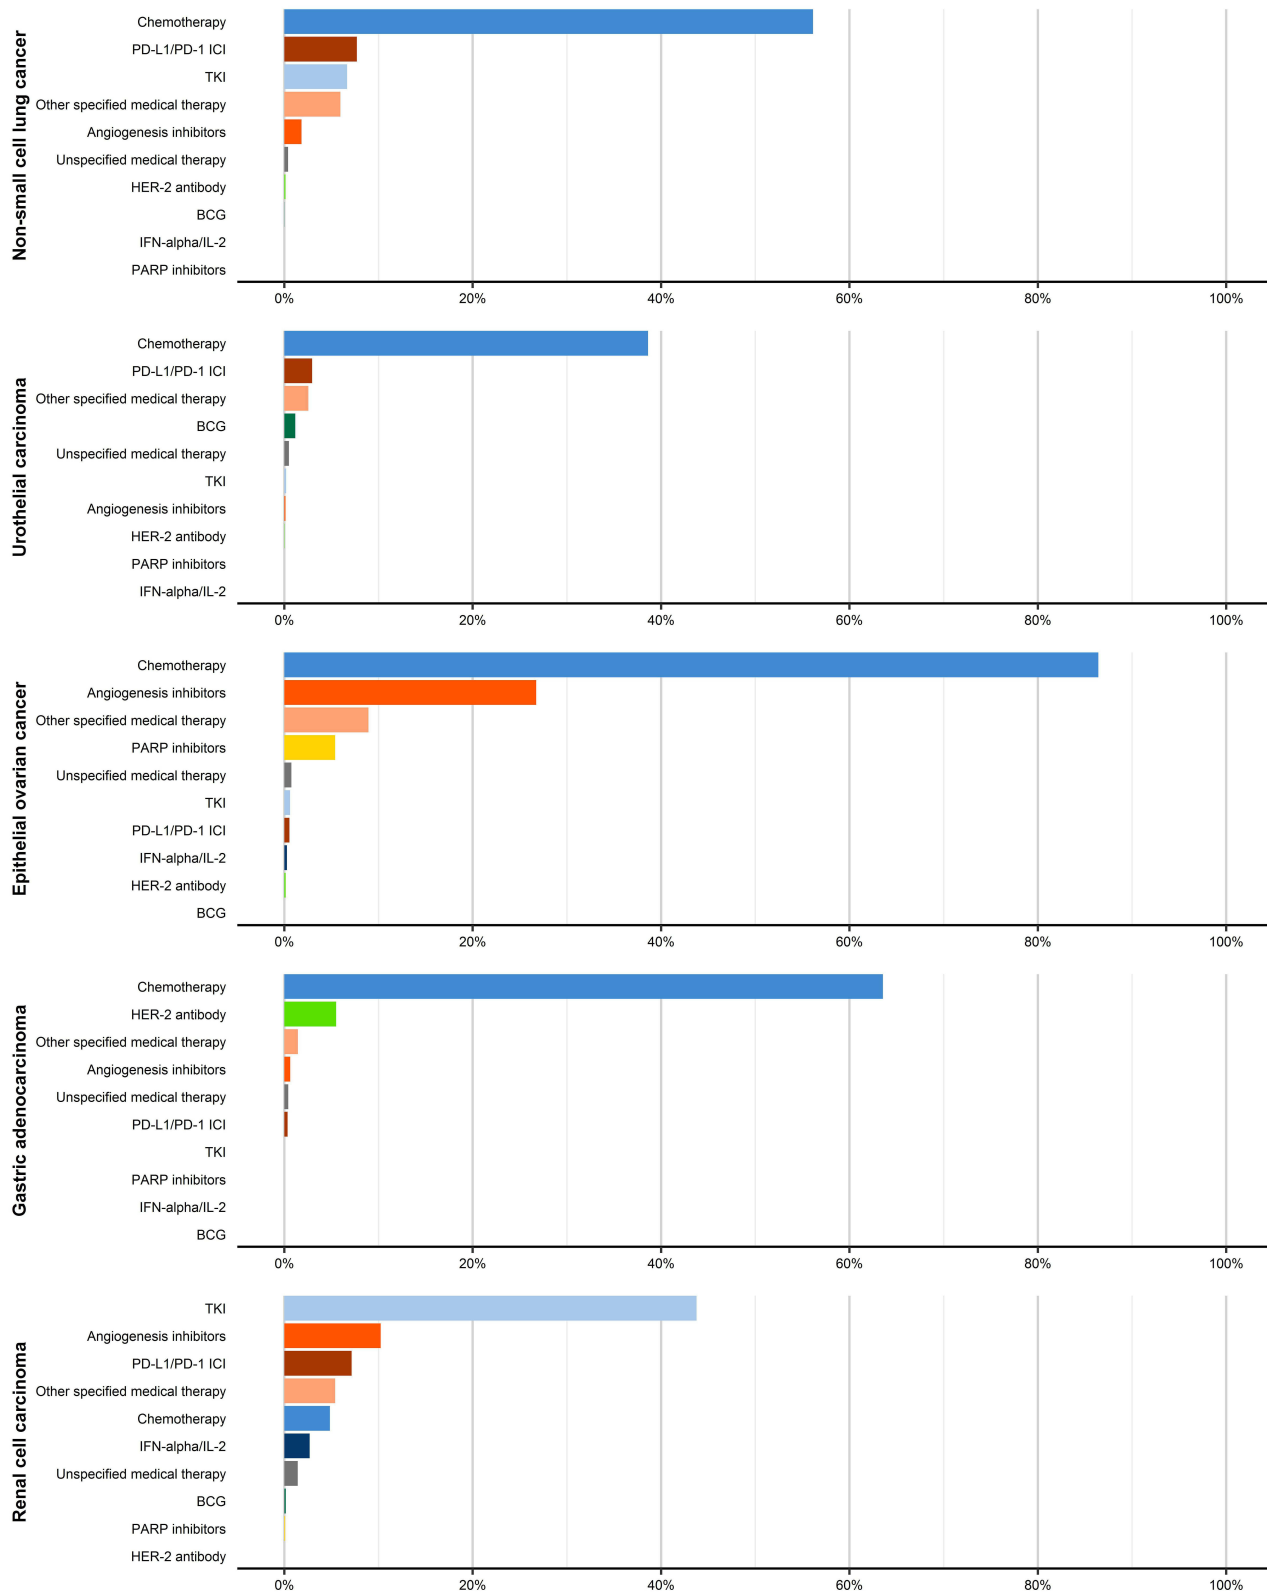 Non-small cell lung cancer
Chemotherapy
PD-L1/PD-1 ICI
TKI
Other specified medical therapy
Angiogenesis inhibitors
Unspecified medical therapy
HER-2 antibody
BCG
IFN-alpha/IL-2
PARP inhibitors
0% 20% 40% 60% 80% 100%
Urothelial carcinoma
Chemotherapy
PD-L1/PD-1 ICI
Other specified medical therapy
BCG
Unspecified medical therapy
TKI
Angiogenesis inhibitors
HER-2 antibody
PARP inhibitors
IFN-alpha/IL-2
0% 20% 40% 60% 80% 100%
Epithelial ovarian cancer
Chemotherapy
Angiogenesis inhibitors
Other specified medical therapy
PARP inhibitors
Unspecified medical therapy
TKI
PD-L1/PD-1 ICI
IFN-alpha/IL-2
HER-2 antibody
BCG
0% 20% 40% 60% 80% 100%
Gastric adenocarcinoma
Chemotherapy
HER-2 antibody
Other specified medical therapy
Angiogenesis inhibitors
Unspecified medical therapy
PD-L1/PD-1 ICI
TKI
PARP inhibitors
IFN-alpha/IL-2
BCG
0% 20% 40% 60% 80% 100%
Renal cell carcinoma
TKI
Angiogenesis inhibitors
PD-L1/PD-1 ICI
Other specified medical therapy
Chemotherapy
IFN-alpha/IL-2
Unspecified medical therapy
BCG
PARP inhibitors
HER-2 antibody
0% 20% 40% 60% 80% 100%